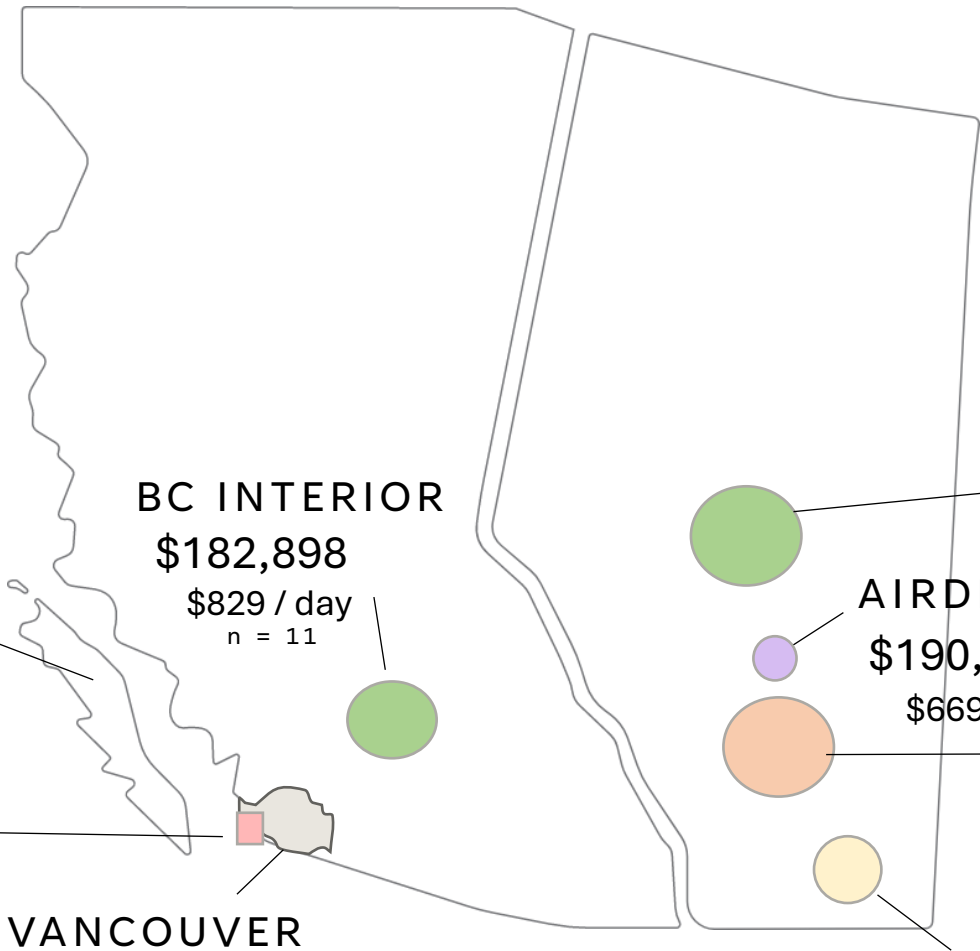 BC INTERIOR
$182,898
$829 / day
n = 11
AIRD
$190,
$669
VANCOUVER